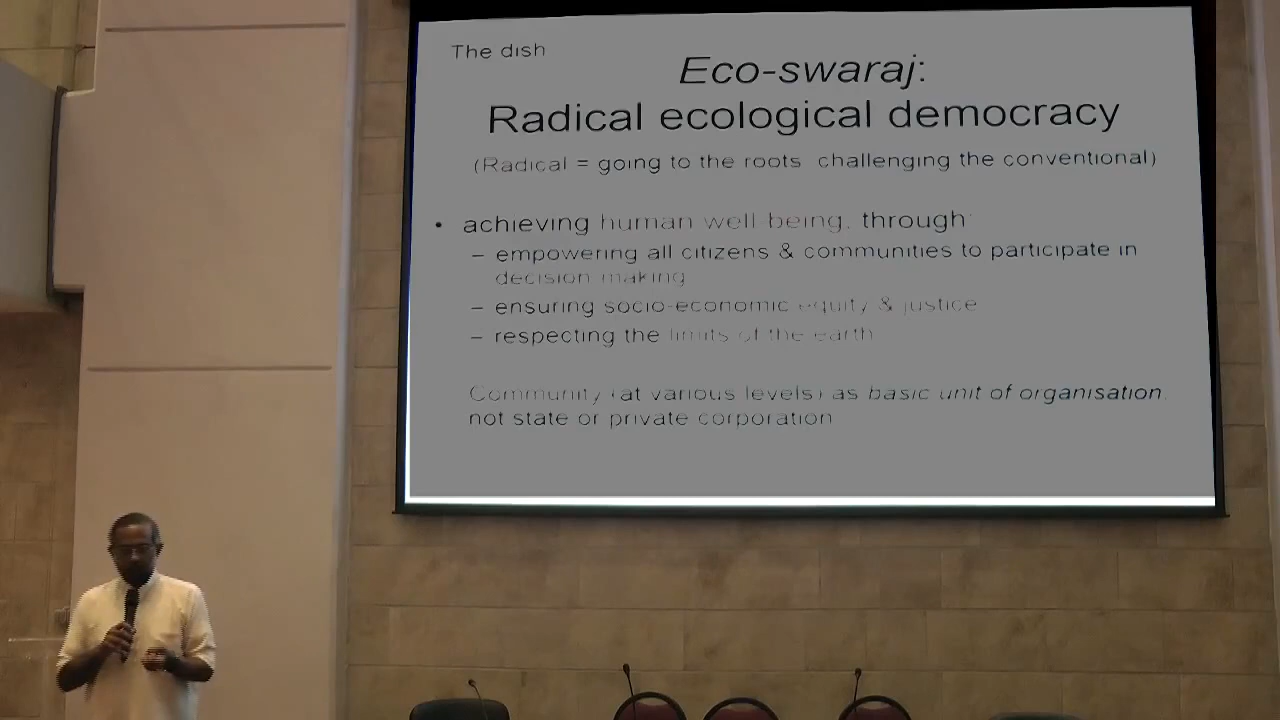 The dish
Eco-swaraj:
Radical ecological democracy
(Radical = going to the roots challenging the conventional)
• achieving human well-being, through:
– empowering all citizens & communities to participate in
decision making
– ensuring socio-economic equity & justice
– respecting the limits of the earth
Community (at various levels) as basic unit of organisation,
not state or private corporation